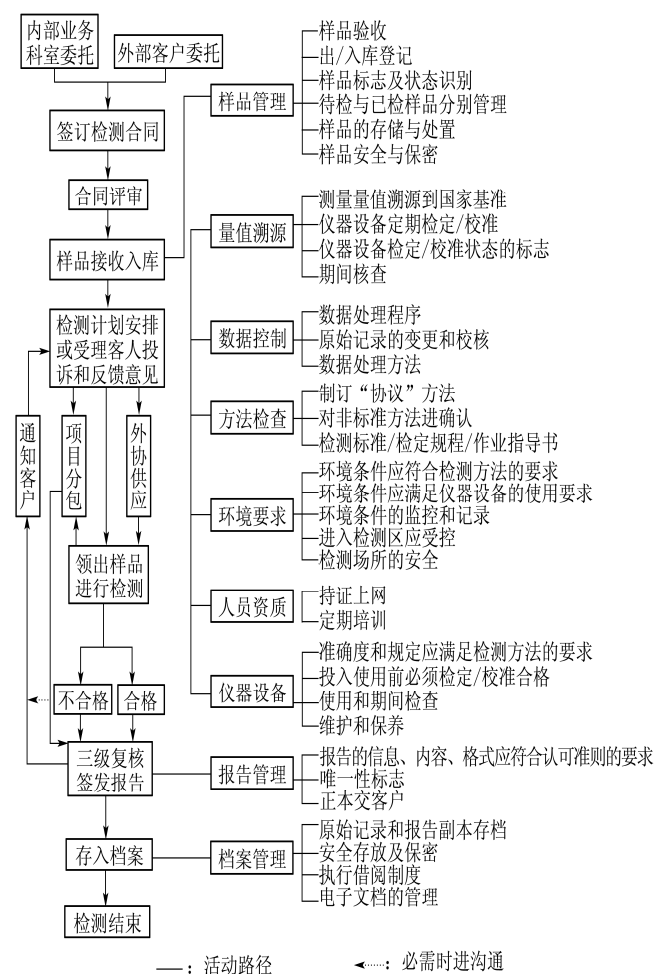 内部业务
科室委托
外部客户委托
签订检测合同
合同评审
样品接收入库
检测计划安排
或受理客人投
诉和反馈意见
通知客户
项目分包
外协供应
领出样品
进行检测
不合格
合格
三级复核
签发报告
存入档案
检测结束
样品管理
样品验收
出/入库登记
样品标志及状态识别
待检与已检样品分别管理
样品的存储与处置
样品安全与保密
量值溯源
测量量值溯源到国家基准
仪器设备定期检定/校准
仪器设备检定/校准状态的标志
期间核查
数据控制
数据处理程序
原始记录的变更和校核
数据处理方法
方法检查
制订“协议”方法
对非标准方法进确认
检测标准/检定规程/作业指导书
环境要求
环境条件应符合检测方法的要求
环境条件应满足仪器设备的使用要求
环境条件的监控和记录
进入检测区应受控
检测场所的安全
人员资质
持证上网
定期培训
仪器设备
准确度和规定应满足检测方法的要求
投入使用前必须检定/校准合格
使用和期间检查
维护和保养
报告管理
报告的信息、内容、格式应符合认可准则的要求
唯一性标志
正本交客户
档案管理
原始记录和报告副本存档
安全存放及保密
执行借阅制度
电子文档的管理
：活动路径
：必需时进沟通